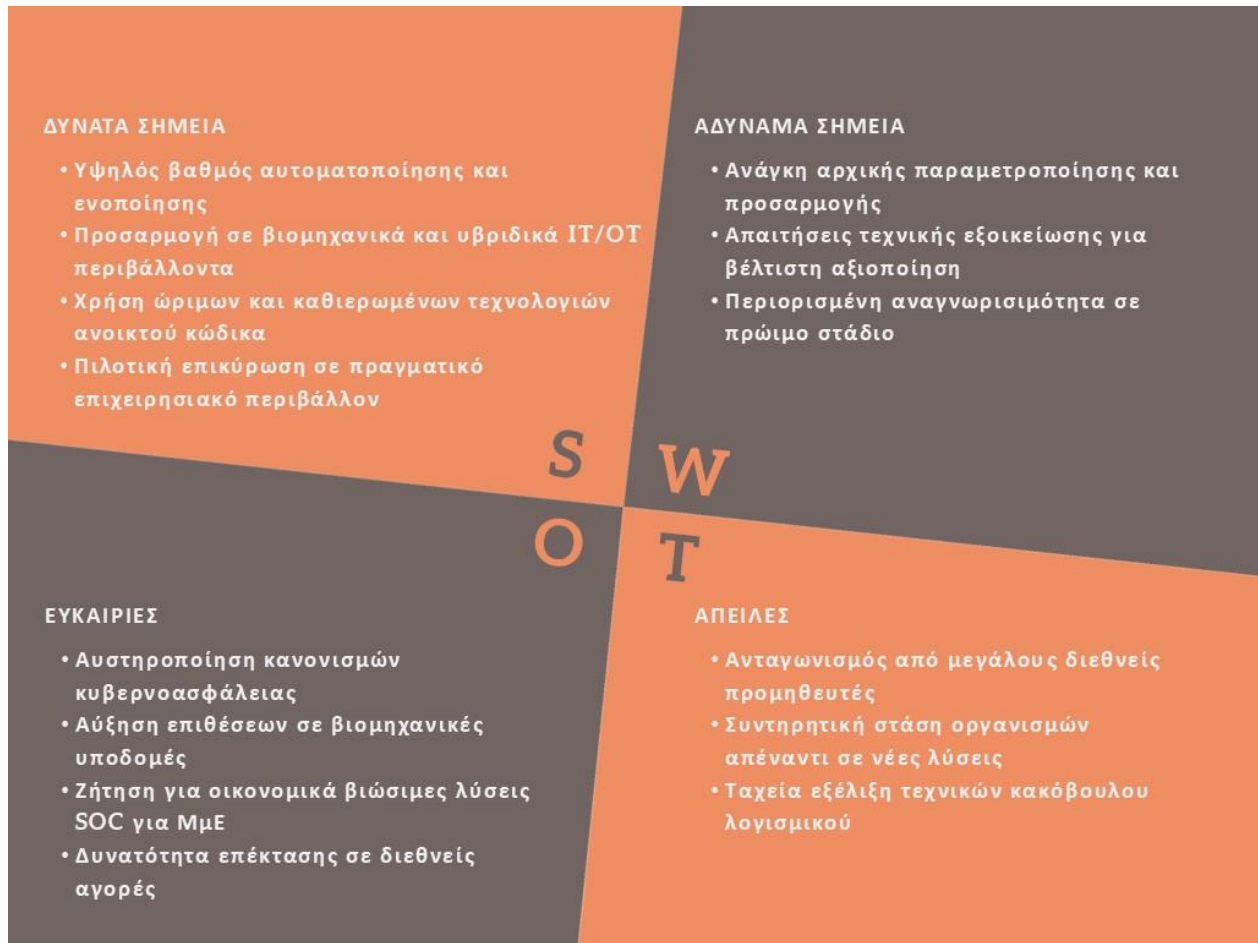 ΔΥΝΑΤΑ ΣΗΜΕΙΑ
• Υψηλός βαθμός αυτοματοποίησης και
ενοποίησης
• Προσαρμογή σε βιομηχανικά και υβριδικά IT/OT
περιβάλλοντα
• Χρήση ώριμων και καθιερωμένων τεχνολογιών
ανοικτού κώδικα
• Πιλοτική επικύρωση σε πραγματικό
επιχειρησιακό περιβάλλον
ΑΔΥΝΑΜΑ ΣΗΜΕΙΑ
• Ανάγκη αρχικής παραμετροποίησης και
προσαρμογής
• Απαιτήσεις τεχνικής εξοικείωσης για
βέλτιστη αξιοποίηση
• Περιορισμένη αναγνωρισιμότητα σε
πρώιμο στάδιο
S
W
O
T
ΕΥΚΑΙΡΙΕΣ
• Αυστηροποίηση κανονισμών
κυβερνοασφάλειας
• Αύξηση επιθέσεων σε βιομηχανικές
υποδομές
• Ζήτηση για οικονομικά βιώσιμες λύσεις
SOC για ΜμΕ
• Δυνατότητα επέκτασης σε διεθνείς
αγορές
ΑΠΕΙΛΕΣ
• Ανταγωνισμός από μεγάλους διεθνείς
προμηθευτές
• Συντηρητική στάση οργανισμών
απέναντι σε νέες λύσεις
• Ταχεία εξέλιξη τεχνικών κακόβουλου
λογισμικού